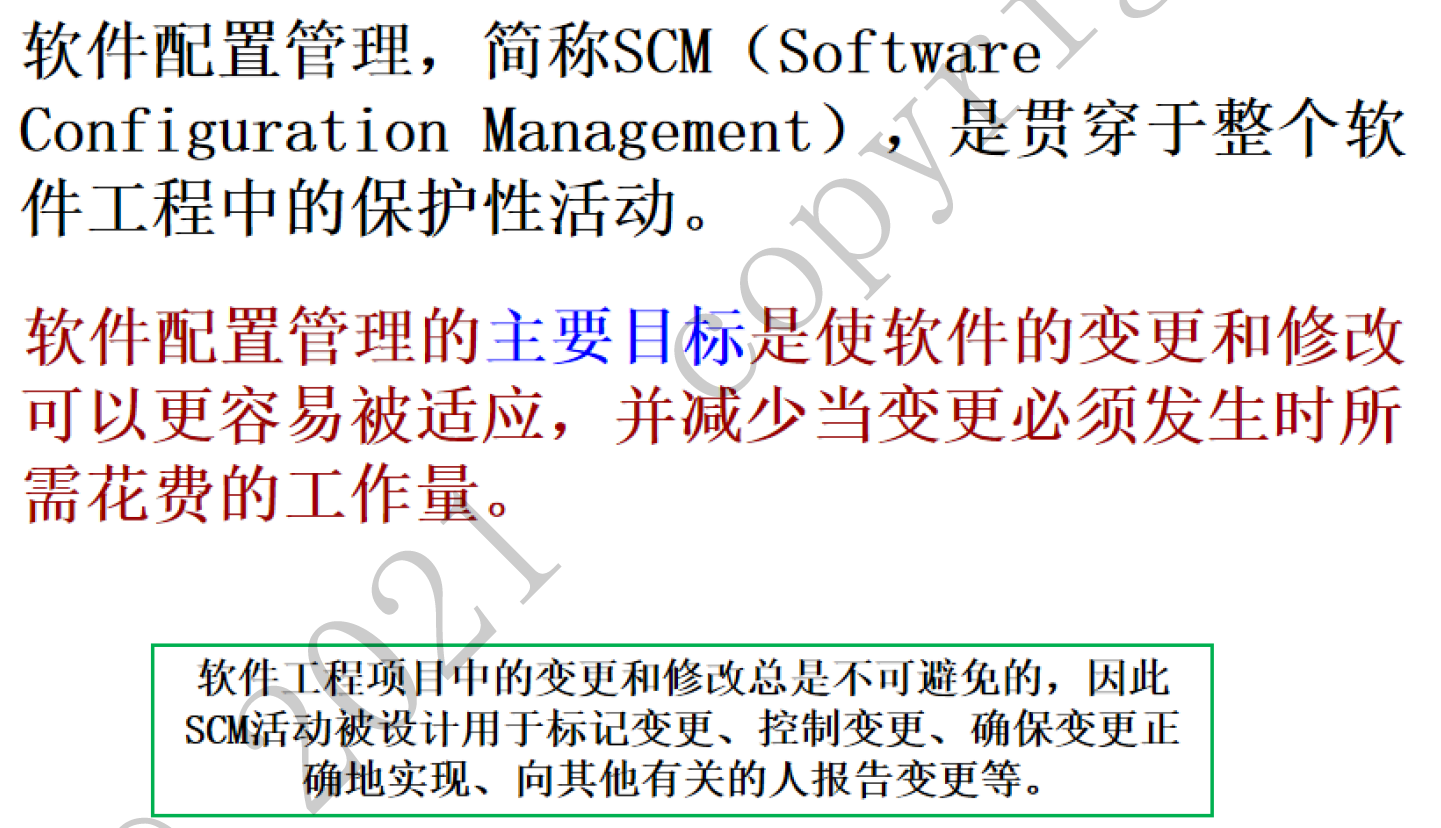 软件配置管理，简称SCM（Software
Configuration Management），是贯穿于整个软
件工程中的保护性活动。
软件配置管理的主要目标是使软件的变更和修改
可以更容易被适应，并减少当变更必须发生时所
需花费的工作量。
软件工程项目中的变更和修改总是不可避免的，因此
SCM活动被设计用于标记变更、控制变更、确保变更正
确地实现、向其他有关的人报告变更等。
2021